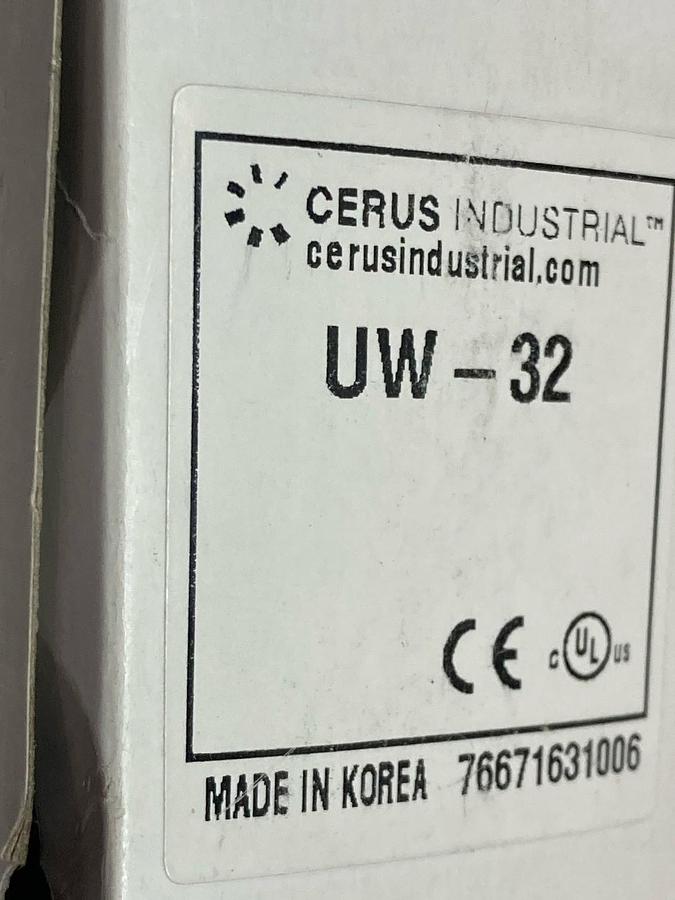 CERUS INDUSTRIAL™
cerusindustrial.com
UW-32
CE c UL us
MADE IN KOREA 76671631006